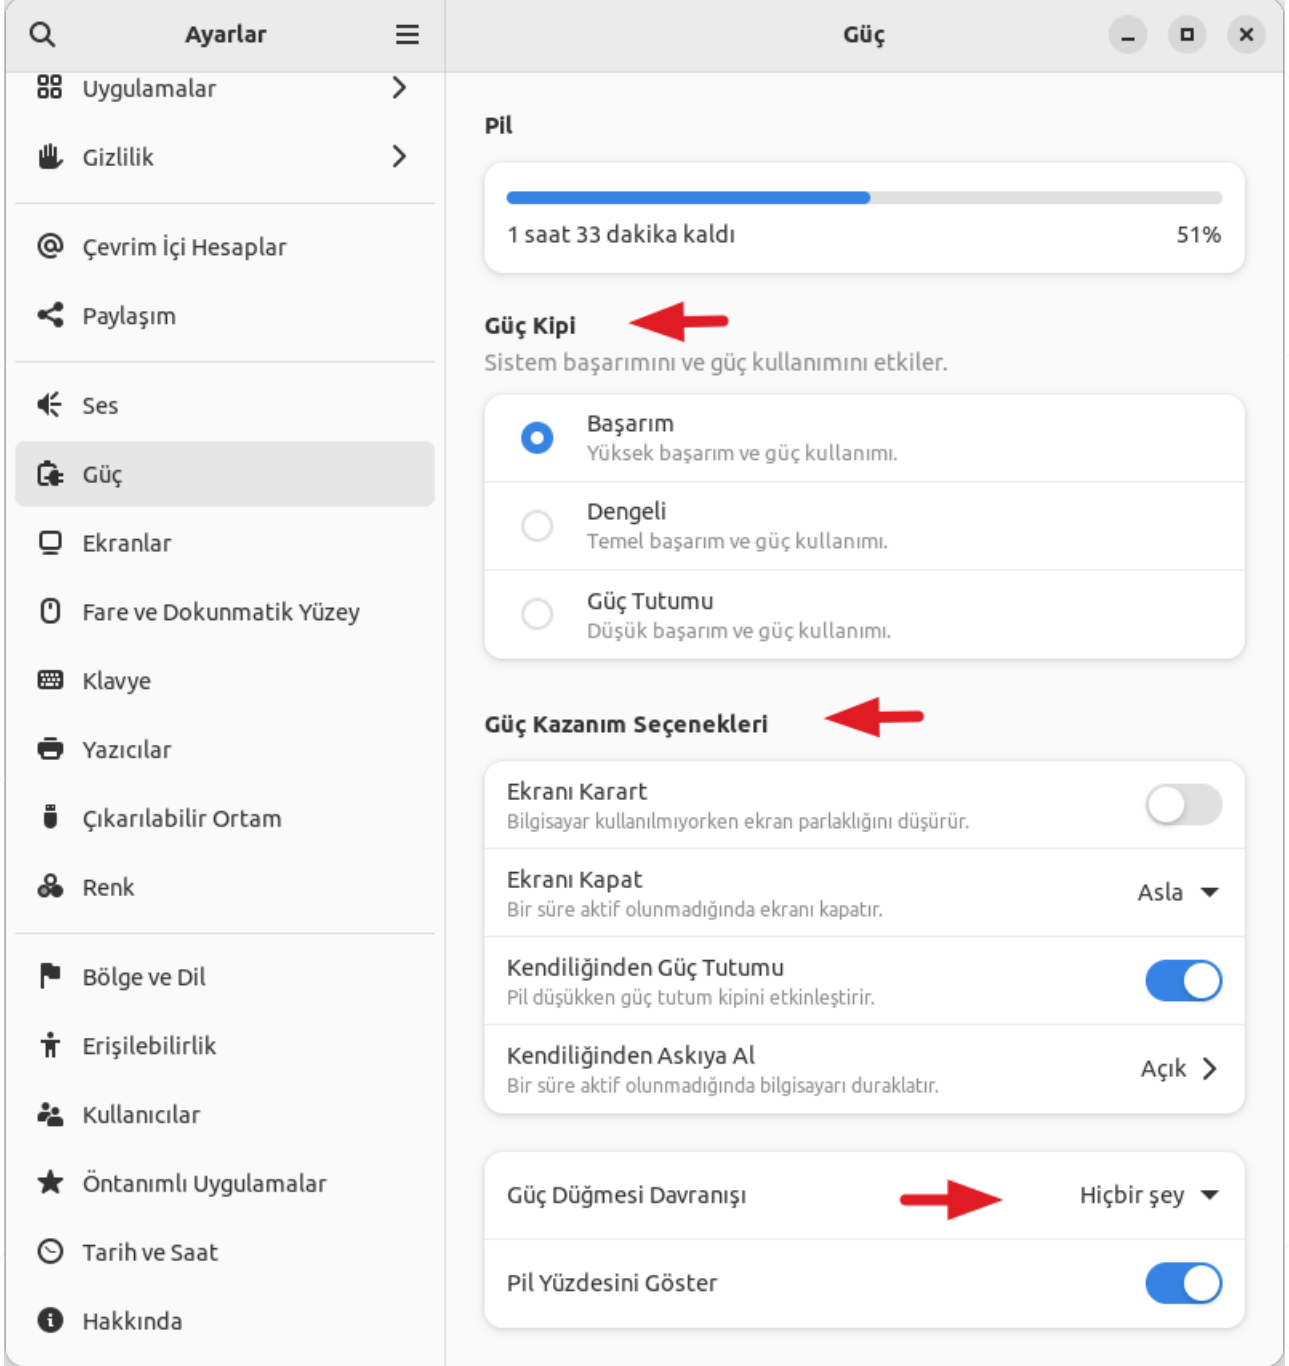 Ayarlar
Uygulamalar
Gizlilik
Çevrim İçi Hesaplar
Paylaşım
Ses
Güç
Ekranlar
Fare ve Dokunmatik Yüzey
Klavye
Yazıcılar
Çıkarılabilir Ortam
Renk
Bölge ve Dil
Erişilebilirlik
Kullanıcılar
Öntanımlı Uygulamalar
Tarih ve Saat
Hakkında
Güç
Pil
1 saat 33 dakika kaldı 51%
Güç Kipi
Sistem başarımını ve güç kullanımını etkiler.
Başarım
Yüksek başarım ve güç kullanımı.
Dengeli
Temel başarım ve güç kullanımı.
Güç Tutumu
Düşük başarım ve güç kullanımı.
Güç Kazanım Seçenekleri
Ekranı Karart
Bilgisayar kullanılmıyorken ekran parlaklığını düşürür.
Ekranı Kapat
Bir süre aktif olunmadığında ekranı kapatır.
Asla
Kendiliğinden Güç Tutumu
Pil düşükken güç tutum kipini etkinleştirir.
Kendiliğinden Askıya Al
Bir süre aktif olunmadığında bilgisayarı duraklatır.
Açık
Güç Düğmesi Davranışı Hiçbir şey
Pil Yüzdesini Göster